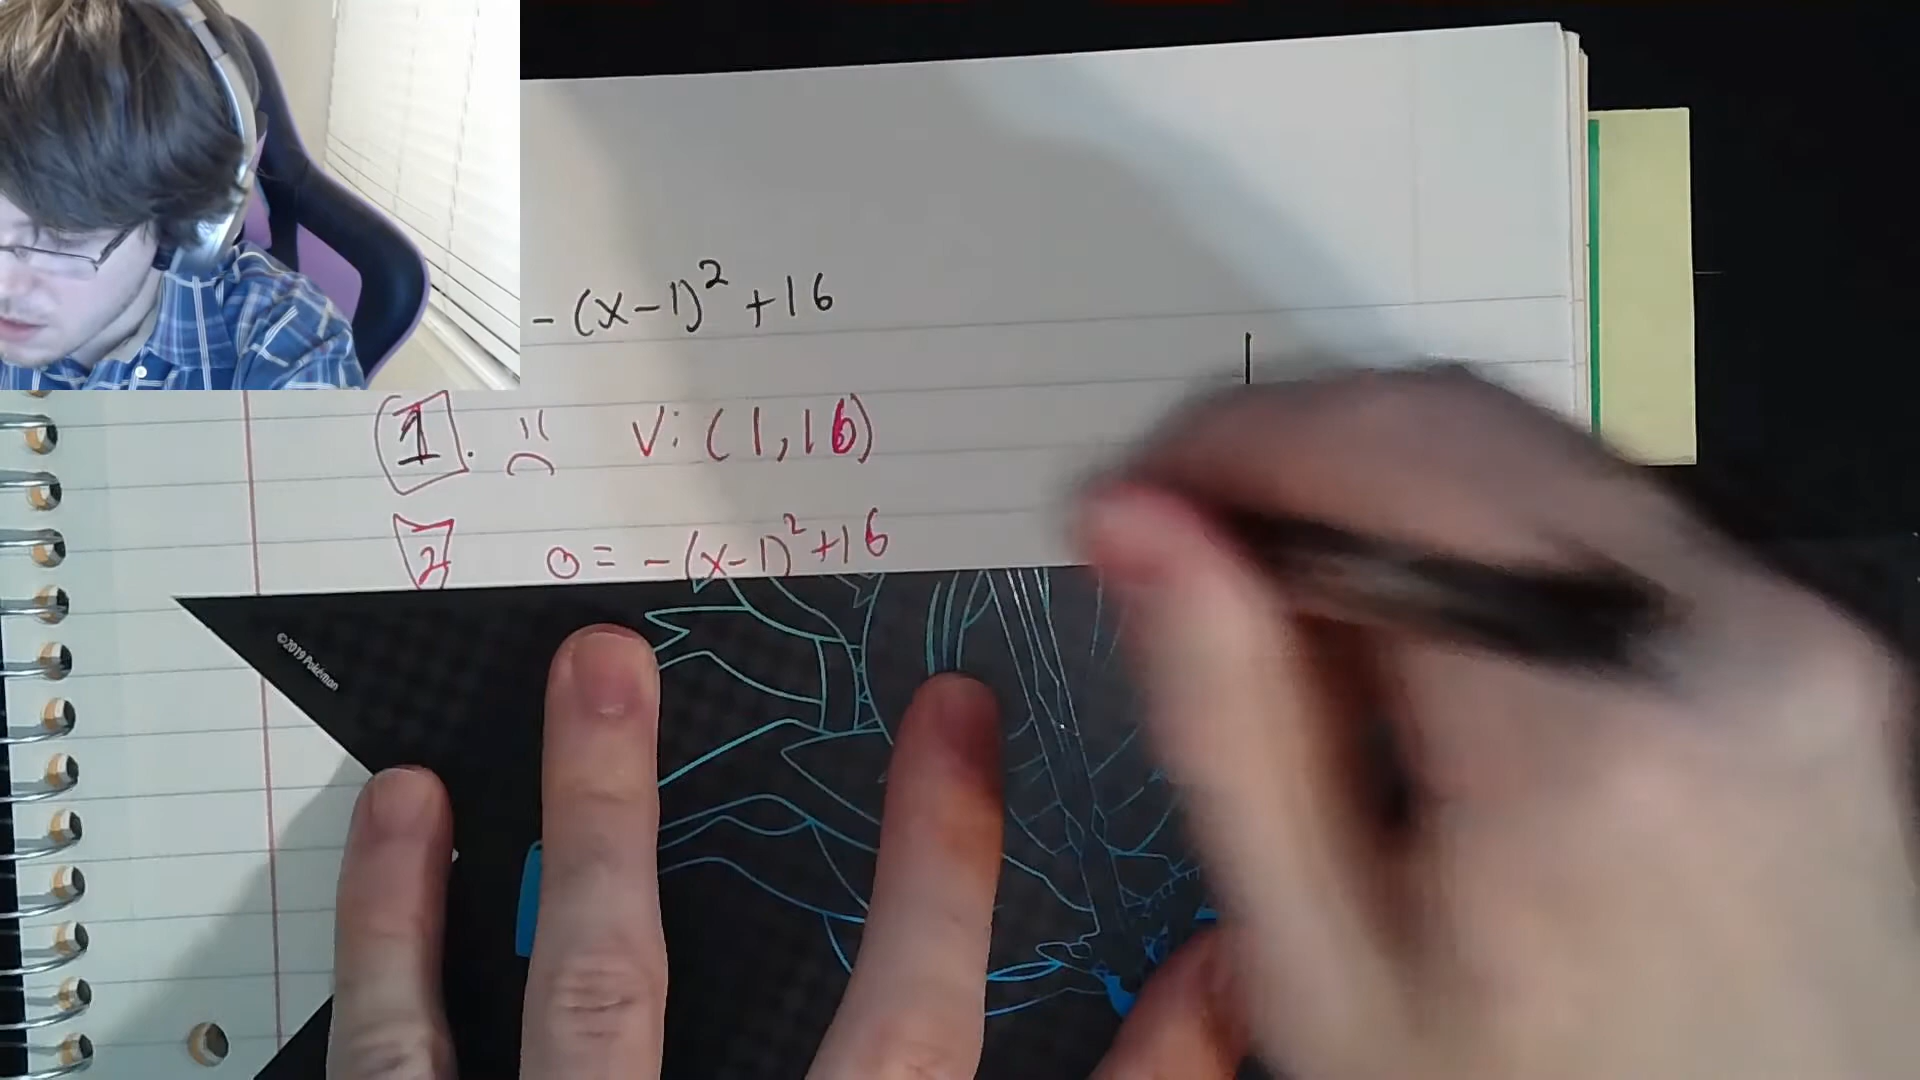 -(x-1)² +16
1. V: (1,16)
2 0 = -(x-1)²+16
©2019 Pokémon